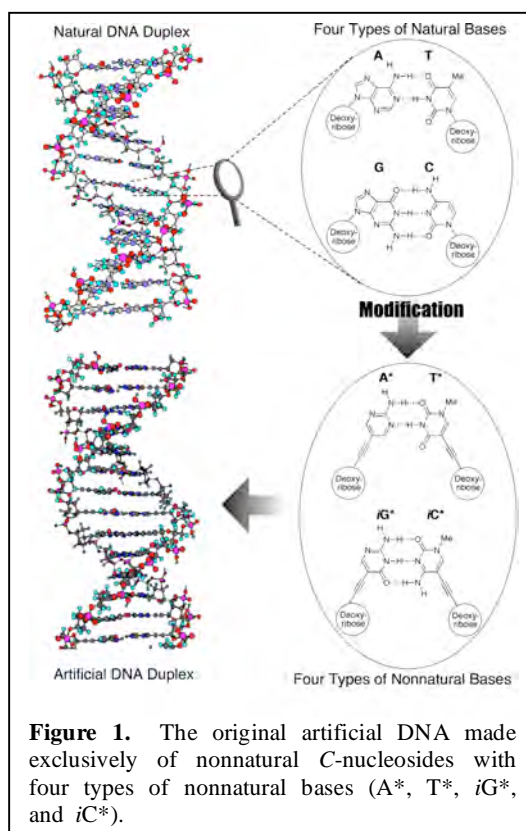 Natural DNA Duplex
Four Types of Natural Bases
A T
H
N-H O Me
N N N H-N
N O
Deoxy-
ribose
Deoxy-
ribose
H
G C
N O H-N
N N-H N
N N-H O
H
Deoxy-
ribose
Deoxy-
ribose
Modification
A* T*
H
N-H O Me
N N
N H-N
O
Deoxy-
ribose
Deoxy-
ribose
iG* iC*
H
N-H O Me
N N
N-H N
O H-N
H
Deoxy-
ribose
Deoxy-
ribose
Artificial DNA Duplex
Four Types of Nonnatural Bases
Figure 1. The original artificial DNA made
exclusively of nonnatural C-nucleosides with
four types of nonnatural bases (A*, T*, iG*,
and iC*).